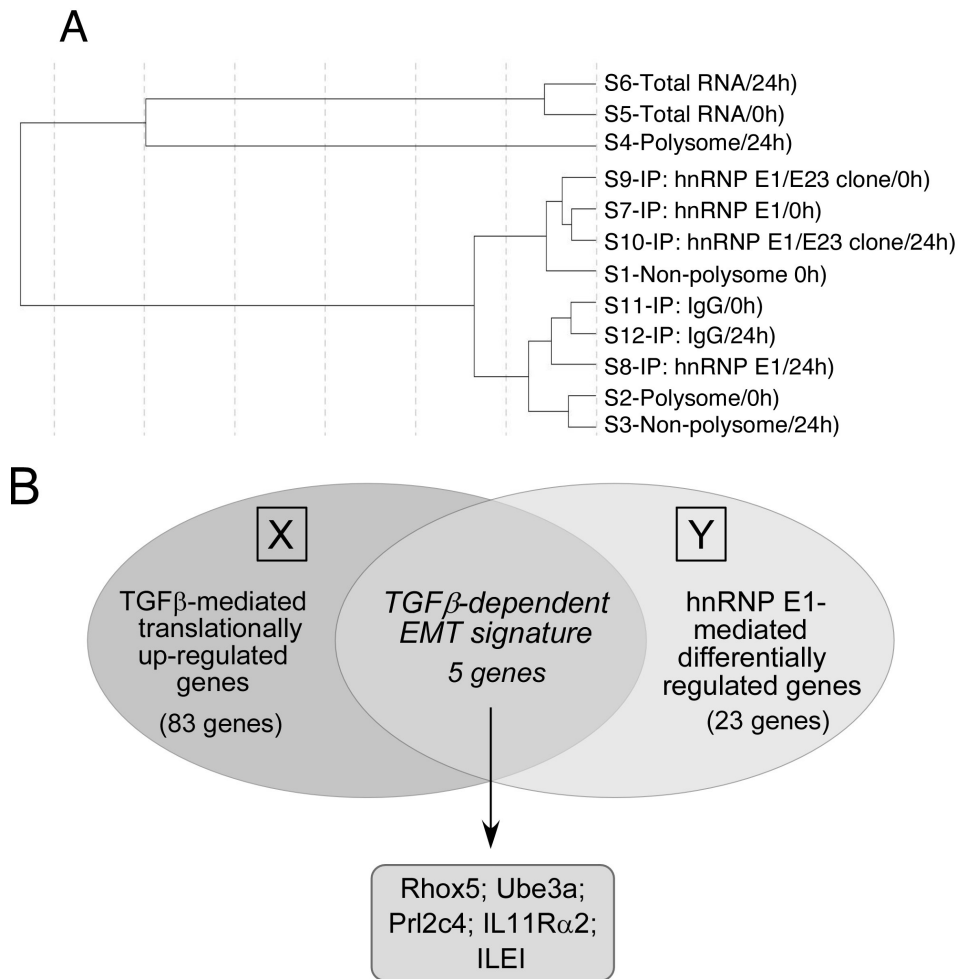 A
S6-Total RNA/24h)
S5-Total RNA/0h)
S4-Polysome/24h)
S9-IP: hnRNP E1/E23 clone/0h)
S7-IP: hnRNP E1/0h)
S10-IP: hnRNP E1/E23 clone/24h)
S1-Non-polysome 0h)
S11-IP: IgG/0h)
S12-IP: IgG/24h)
S8-IP: hnRNP E1/24h)
S2-Polysome/0h)
S3-Non-polysome/24h)
B
X
TGFβ-mediated
translationally
up-regulated
genes
(83 genes)
TGFβ-dependent
EMT signature
5 genes
Y
hnRNP E1-
mediated
differentially
regulated genes
(23 genes)
Rhox5; Ube3a;
Prl2c4; IL11Rα2;
ILEI